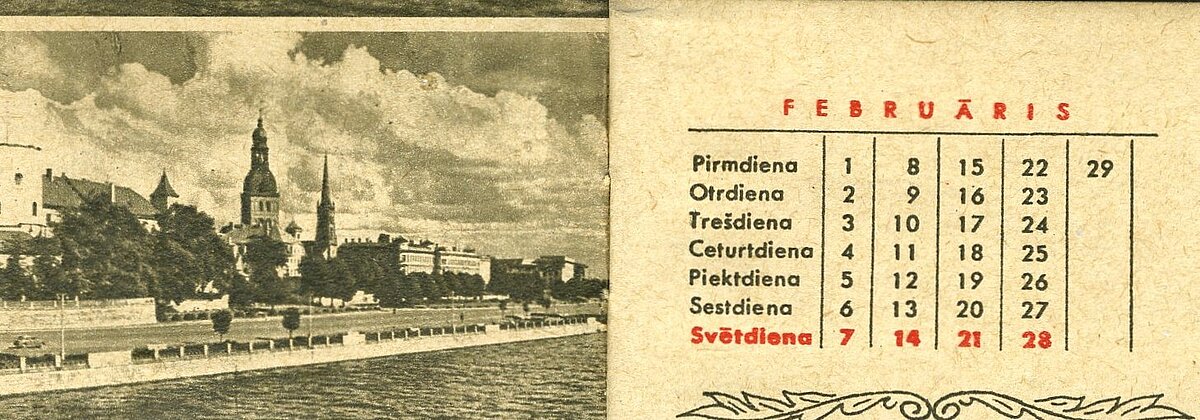 FEBRUĀRIS
Pirmdiena 1 8 15 22 29
Otrdiena 2 9 16 23
Trešdiena 3 10 17 24
Ceturtdiena 4 11 18 25
Piektdiena 5 12 19 26
Sestdiena 6 13 20 27
Svētdiena 7 14 21 28